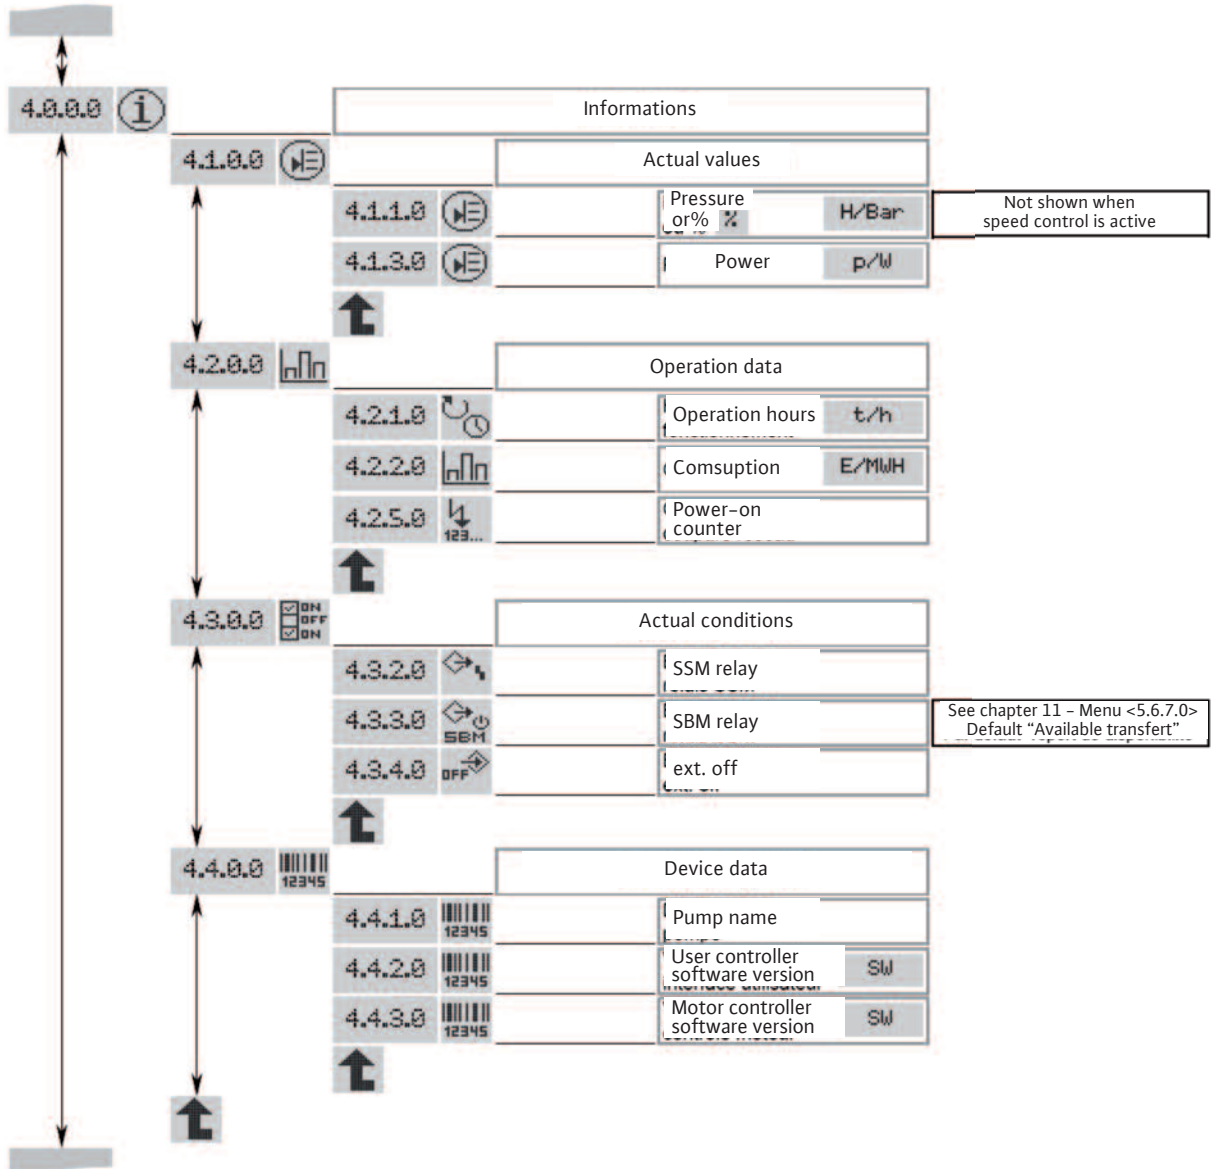 4.0.0.0 i Informations
4.1.0.0 Actual values
4.1.1.0 Pressure
or% % H/Bar
Not shown when
speed control is active
4.1.3.0 Power p/W
4.2.0.0 Operation data
4.2.1.0 Operation hours t/h
4.2.2.0 Comsuption E/MWH
4.2.5.0 123... Power-on
counter
4.3.0.0 ON
OFF
ON
Actual conditions
4.3.2.0 SSM relay
4.3.3.0 SBM SBM relay
See chapter 11 - Menu <5.6.7.0>
Default “Available transfert”
4.3.4.0 OFF ext. off
4.4.0.0 12345 Device data
4.4.1.0 12345 Pump name
4.4.2.0 12345 User controller
software version SW
4.4.3.0 12345 Motor controller
software version SW